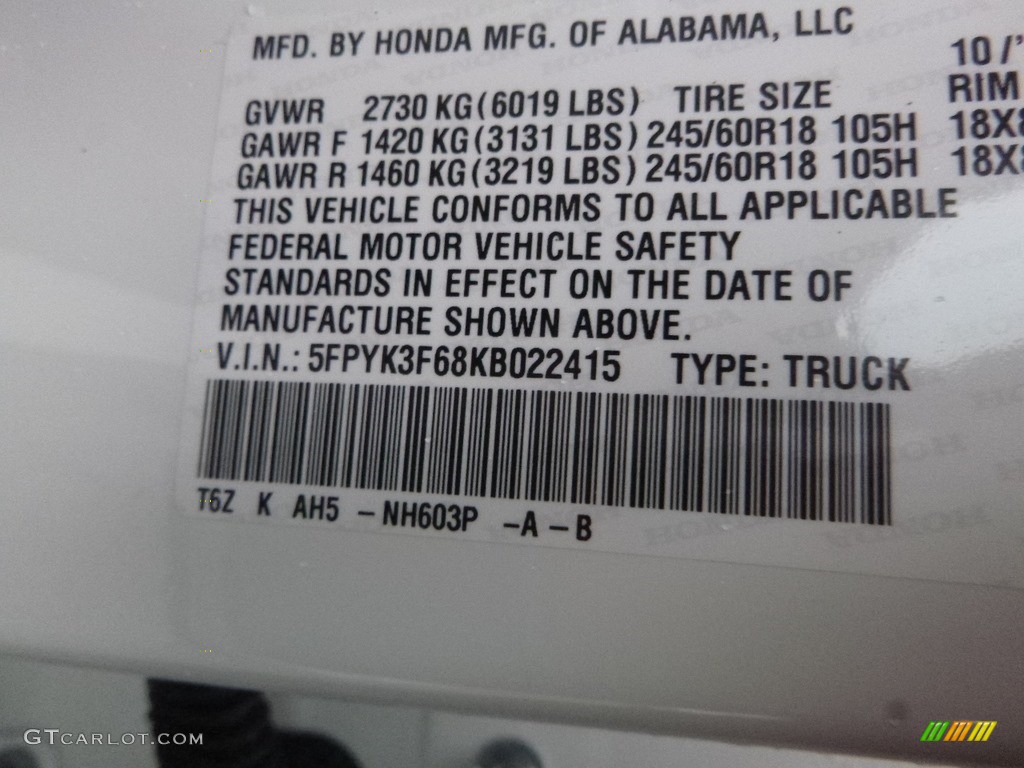 MFD. BY HONDA MFG. OF ALABAMA, LLC
10 /'
GVWR 2730 KG (6019 LBS) TIRE SIZE RIM
GAWR F 1420 KG (3131 LBS) 245/60R18 105H 18X8
GAWR R 1460 KG (3219 LBS) 245/60R18 105H 18X8
THIS VEHICLE CONFORMS TO ALL APPLICABLE
FEDERAL MOTOR VEHICLE SAFETY
STANDARDS IN EFFECT ON THE DATE OF
MANUFACTURE SHOWN ABOVE.
V.I.N.: 5FPYK3F68KB022415 TYPE: TRUCK
T6Z K AH5 -NH603P -A-B
GTCARLOT.COM